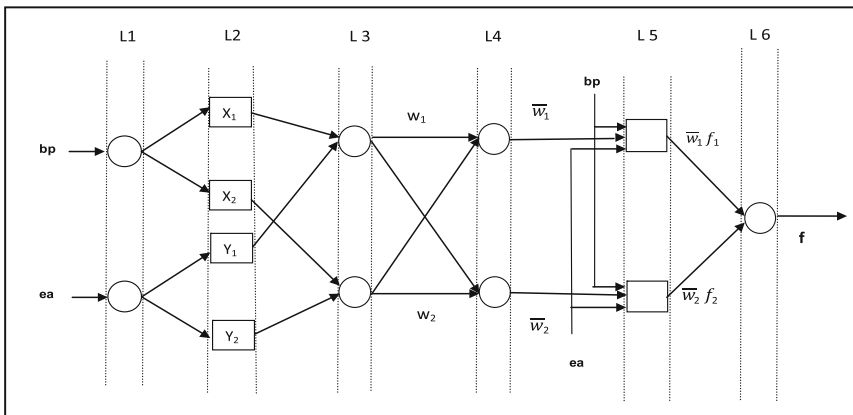 L1 L2 L 3 L4 L 5 L 6
bp
X₁
X₂
Y₁
Y₂
ea
w₁
w₂
w̅₁
w̅₂
bp
ea
w̅₁ f₁
w̅₂ f₂
f